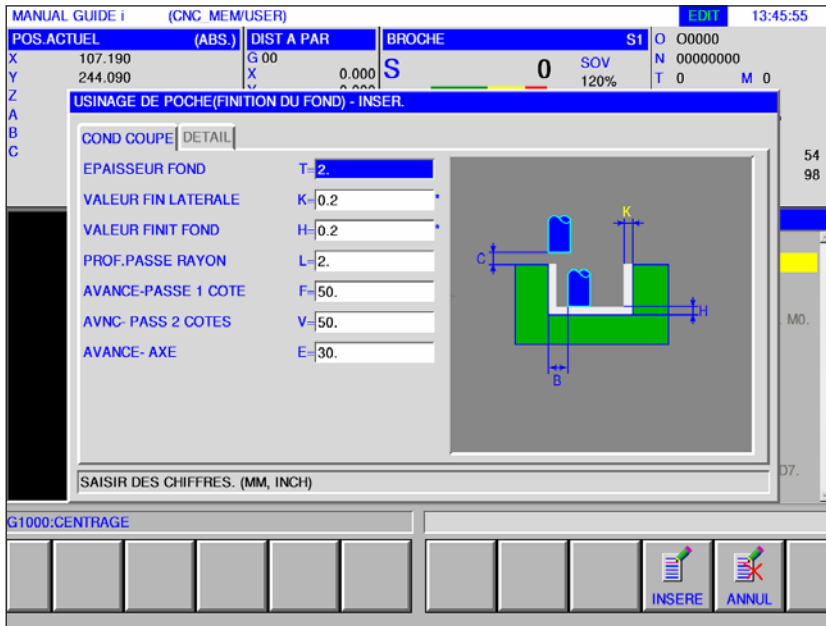 MANUAL GUIDE i (CNC_MEM/USER) EDIT 13:45:55
POS.ACTUEL (ABS.) DIST A PAR BROCHE S1 O O0000
X 107.190 G 00 S 0 SOV N 00000000
Y 244.090 X 0.000 120% T 0 M 0
Z
A
B
C
54
98
USINAGE DE POCHE(FINITION DU FOND) - INSER.
COND COUPE DETAIL
EPAISSEUR FOND T= 2.
VALEUR FIN LATERALE K= 0.2 *
VALEUR FINIT FOND H= 0.2 *
PROF.PASSE RAYON L= 2.
AVANCE-PASSE 1 COTE F= 50.
AVNC- PASS 2 COTES V= 50.
AVANCE- AXE E= 30.
K
C
H
B
M0.
D7.
SAISIR DES CHIFFRES. (MM, INCH)
G1000:CENTRAGE
INSERE ANNUL